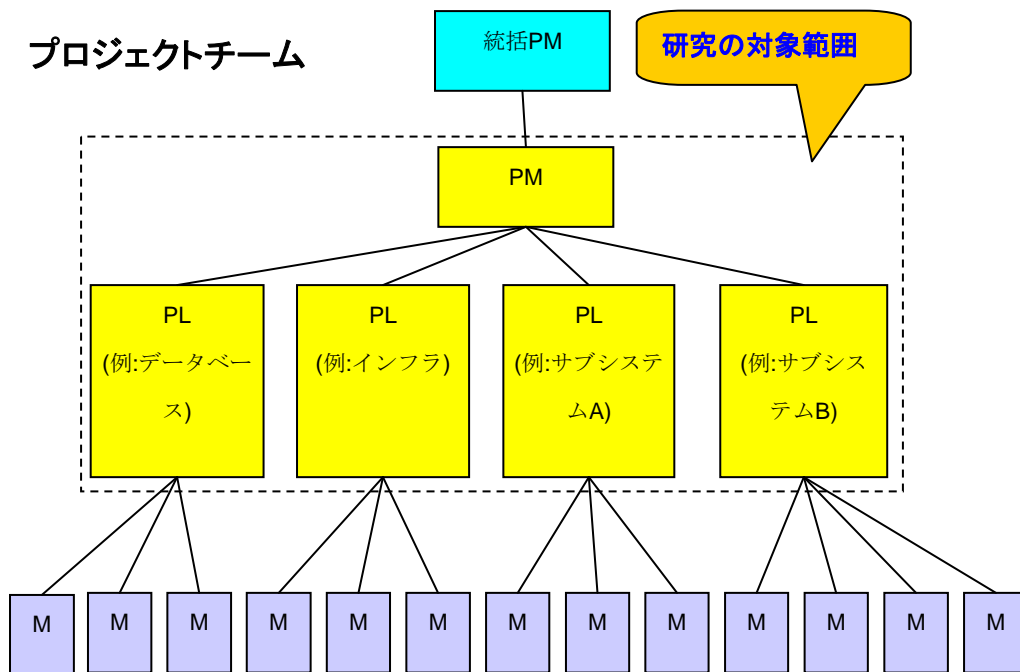 プロジェクトチーム
統括PM
研究の対象範囲
PM
PL
(例:データベー
ス)
PL
(例:インフラ)
PL
(例:サブシステ
ムA)
PL
(例:サブシス
テムB)
M
M
M
M
M
M
M
M
M
M
M
M
M